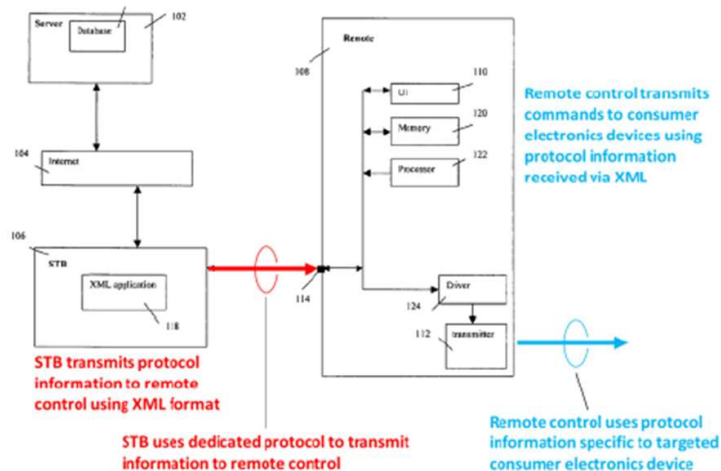 Server
Database
102
Remote
108
UI
110
Memory
120
Processor
122
Remote control transmits
commands to consumer
electronics devices using
protocol information
received via XML
104
Internet
106
STB
XML application
118
114
Driver
124
112
transmitter
STB transmits protocol
information to remote
control using XML format
STB uses dedicated protocol to transmit
information to remote control
Remote control uses protocol
information specific to targeted
consumer electronics device